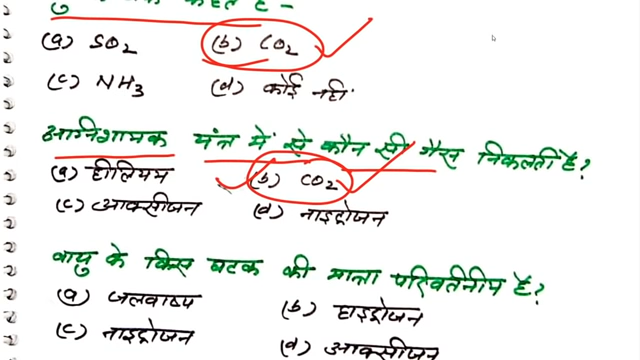 कहते है -
(a) SO2 (b) CO2
(c) NH3 (d) कोई नहीं
अग्निशामक यंत्र में से कौन सी गैस निकलती है?
(a) हीलियम (b) CO2
(c) आक्सीजन (d) नाइट्रोजन
वायु के किस घटक की मात्रा परिवर्तनीय है?
(a) जलवाष्प (b) हाइड्रोजन
(c) नाइट्रोजन (d) आक्सीजन